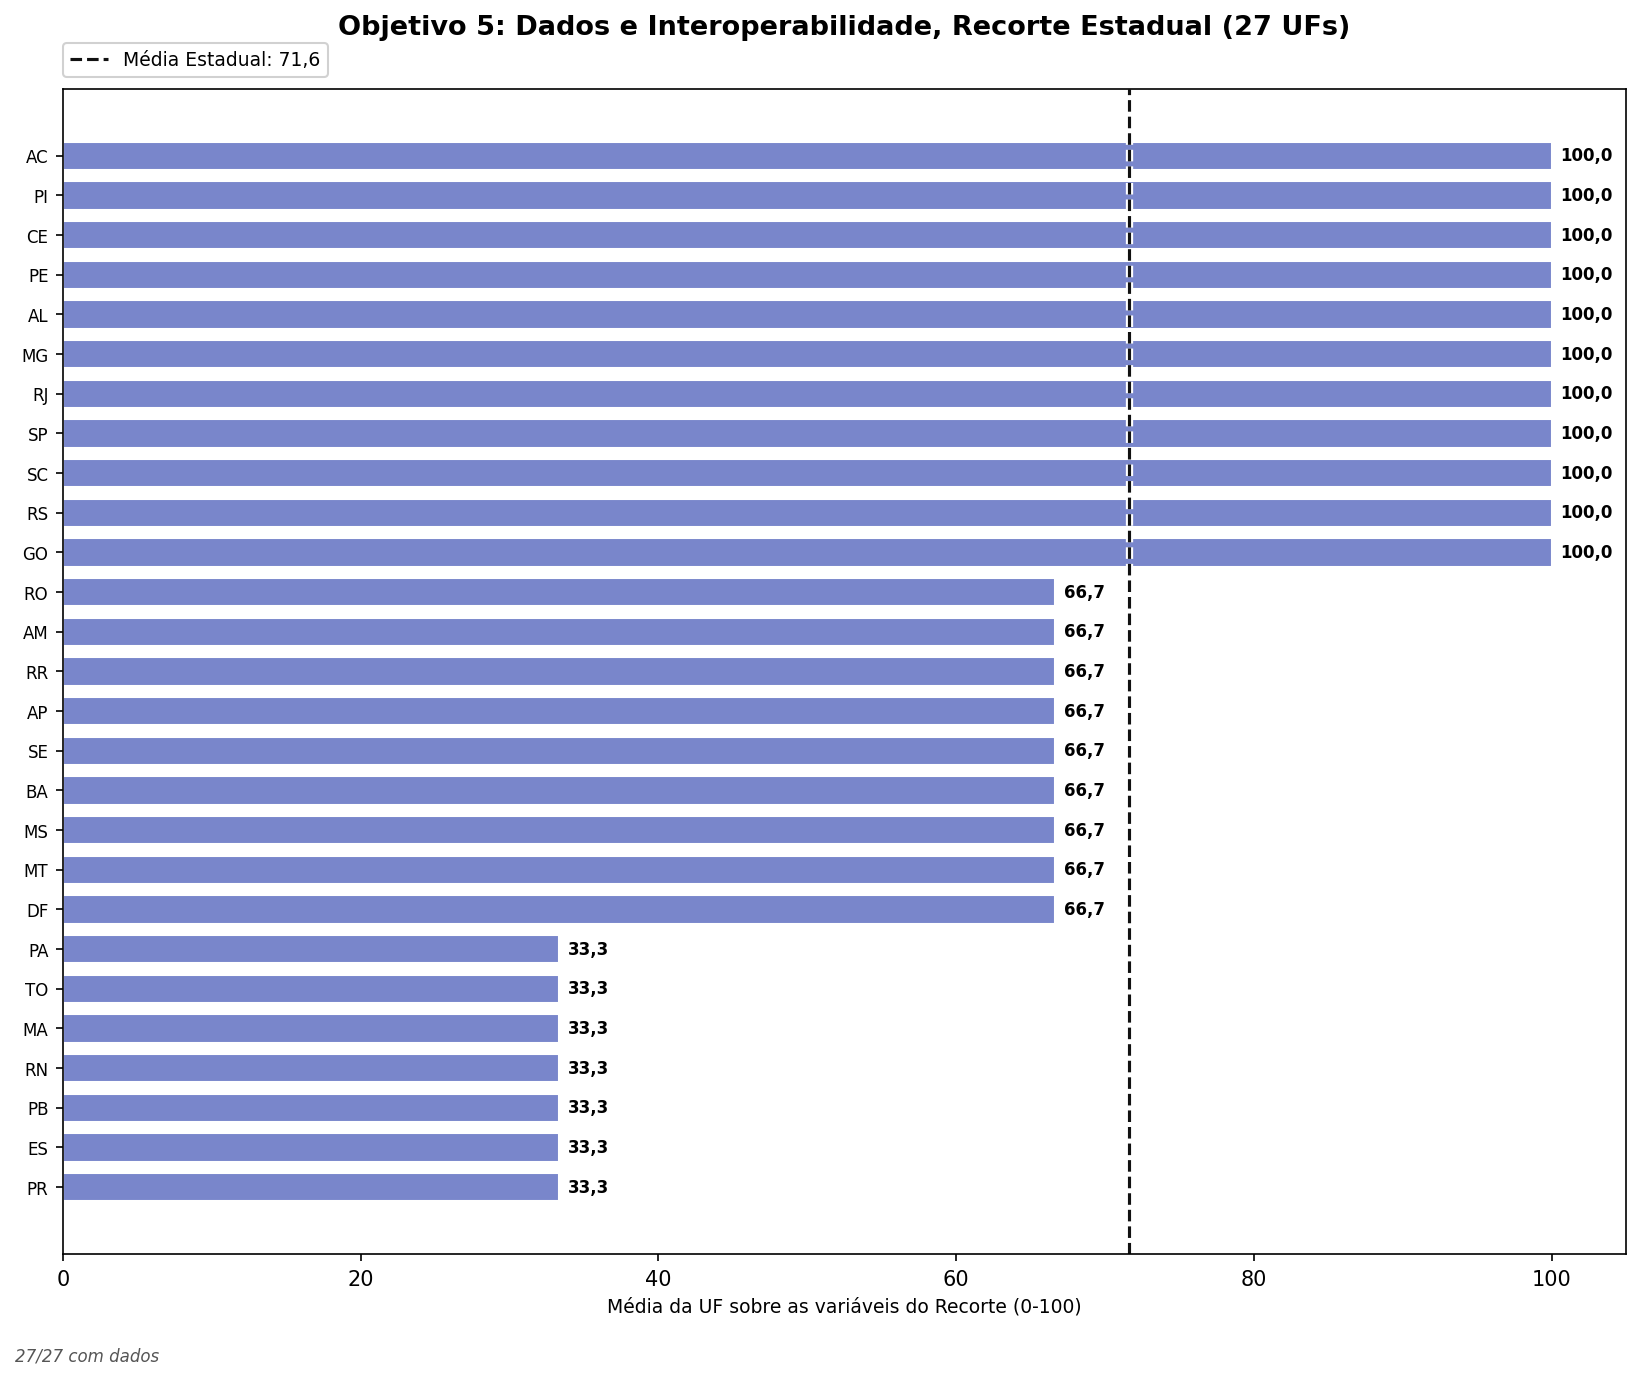 Objetivo 5: Dados e Interoperabilidade, Recorte Estadual (27 UFs)
Média Estadual: 71,6
AC 100,0
PI 100,0
CE 100,0
PE 100,0
AL 100,0
MG 100,0
RJ 100,0
SP 100,0
SC 100,0
RS 100,0
GO 100,0
RO 66,7
AM 66,7
RR 66,7
AP 66,7
SE 66,7
BA 66,7
MS 66,7
MT 66,7
DF 66,7
PA 33,3
TO 33,3
MA 33,3
RN 33,3
PB 33,3
ES 33,3
PR 33,3
0 20 40 60 80 100
Média da UF sobre as variáveis do Recorte (0-100)
27/27 com dados